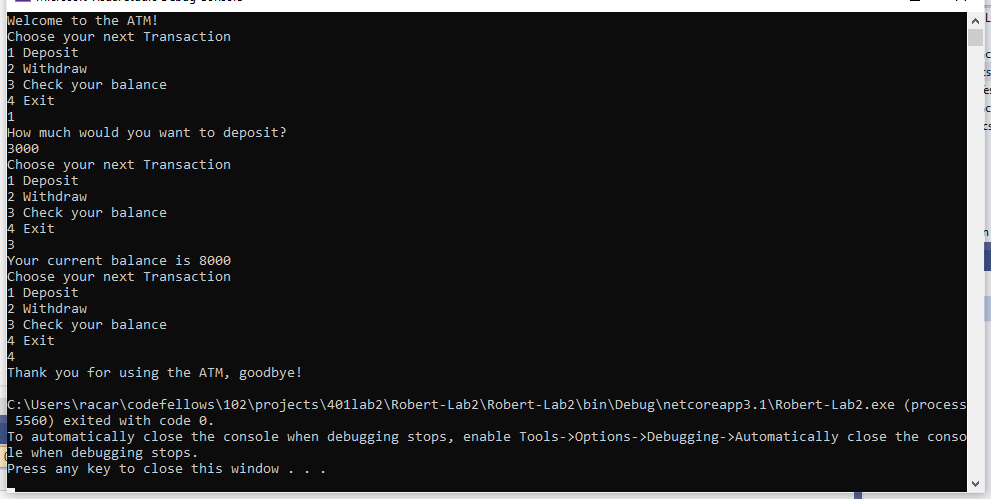 Welcome to the ATM!
Choose your next Transaction
1 Deposit
2 Withdraw
3 Check your balance
4 Exit
1
How much would you want to deposit?
3000
Choose your next Transaction
1 Deposit
2 Withdraw
3 Check your balance
4 Exit
3
Your current balance is 8000
Choose your next Transaction
1 Deposit
2 Withdraw
3 Check your balance
4 Exit
4
Thank you for using the ATM, goodbye!
C:\Users\racar\codefellows\102\projects\401lab2\Robert-Lab2\Robert-Lab2\bin\Debug\netcoreapp3.1\Robert-Lab2.exe (process
5560) exited with code 0.
To automatically close the console when debugging stops, enable Tools->Options->Debugging->Automatically close the conso
le when debugging stops.
Press any key to close this window . . .